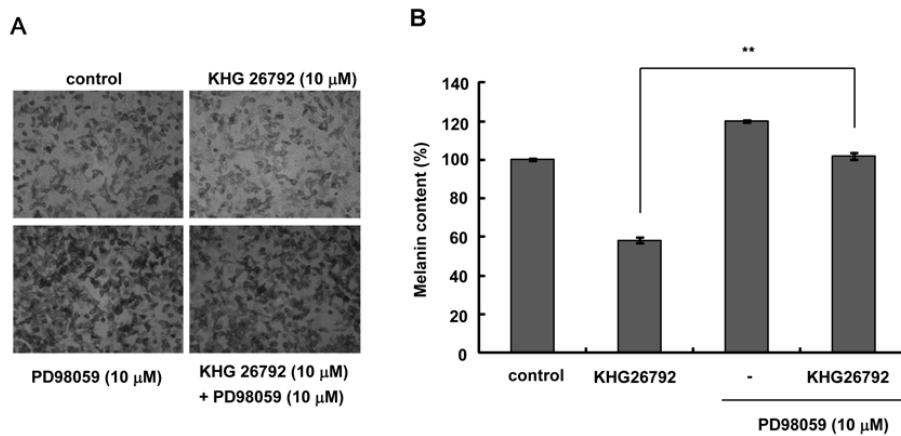 A
control
KHG 26792 (10 μM)
PD98059 (10 μM)
KHG 26792 (10 μM)
+ PD98059 (10 μM)
B
**
Melanin content (%)
140
120
100
80
60
40
20
0
control
KHG26792
-
KHG26792
PD98059 (10 μM)